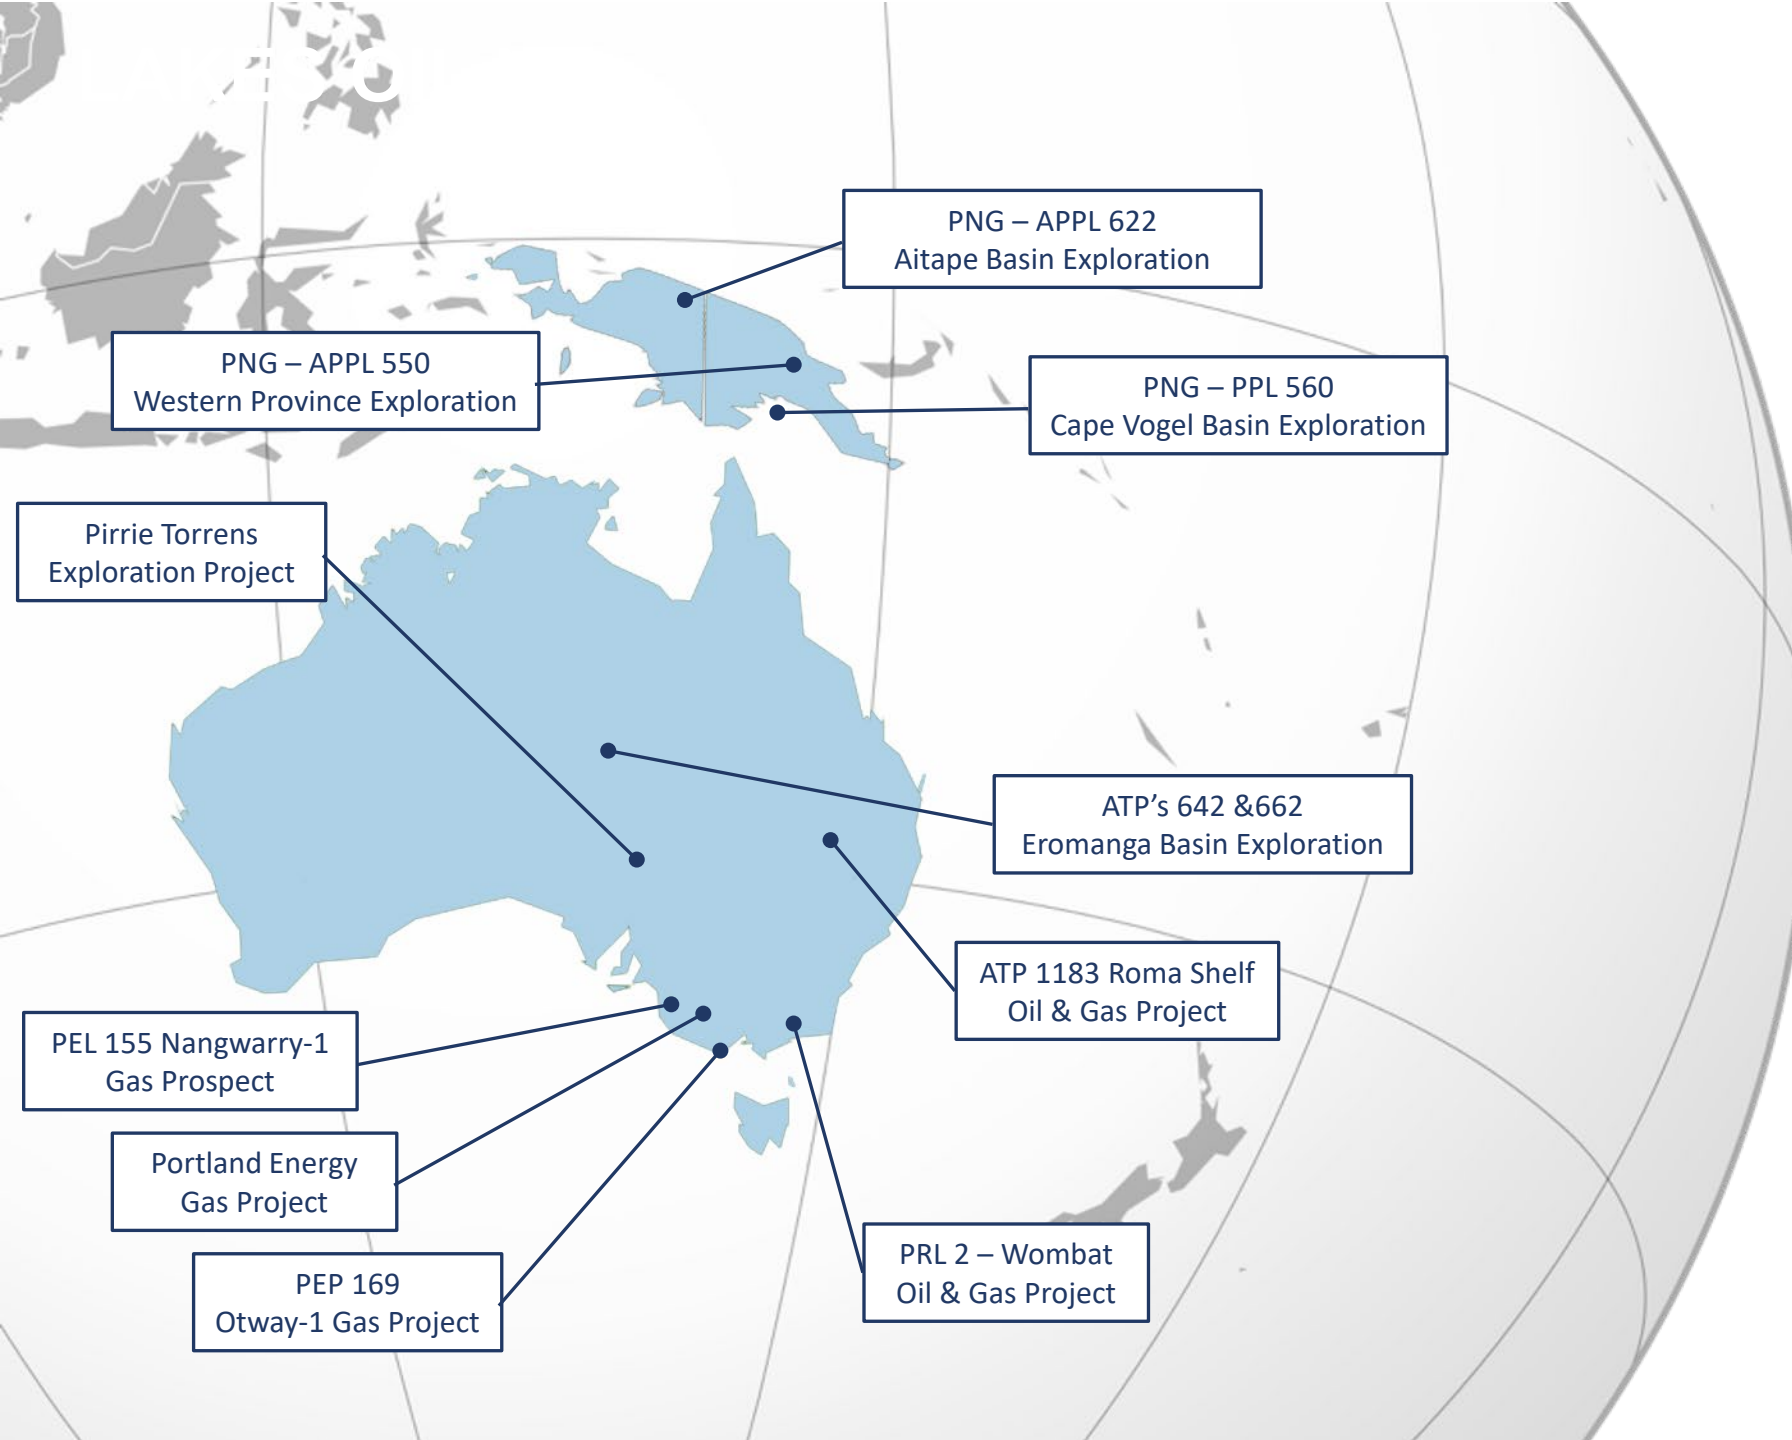 PNG – APPL 622
Aitape Basin Exploration
PNG – APPL 550
Western Province Exploration
PNG – PPL 560
Cape Vogel Basin Exploration
Pirrie Torrens
Exploration Project
ATP’s 642 &662
Eromanga Basin Exploration
ATP 1183 Roma Shelf
Oil & Gas Project
PEL 155 Nangwarry-1
Gas Prospect
Portland Energy
Gas Project
PEP 169
Otway-1 Gas Project
PRL 2 – Wombat
Oil & Gas Project